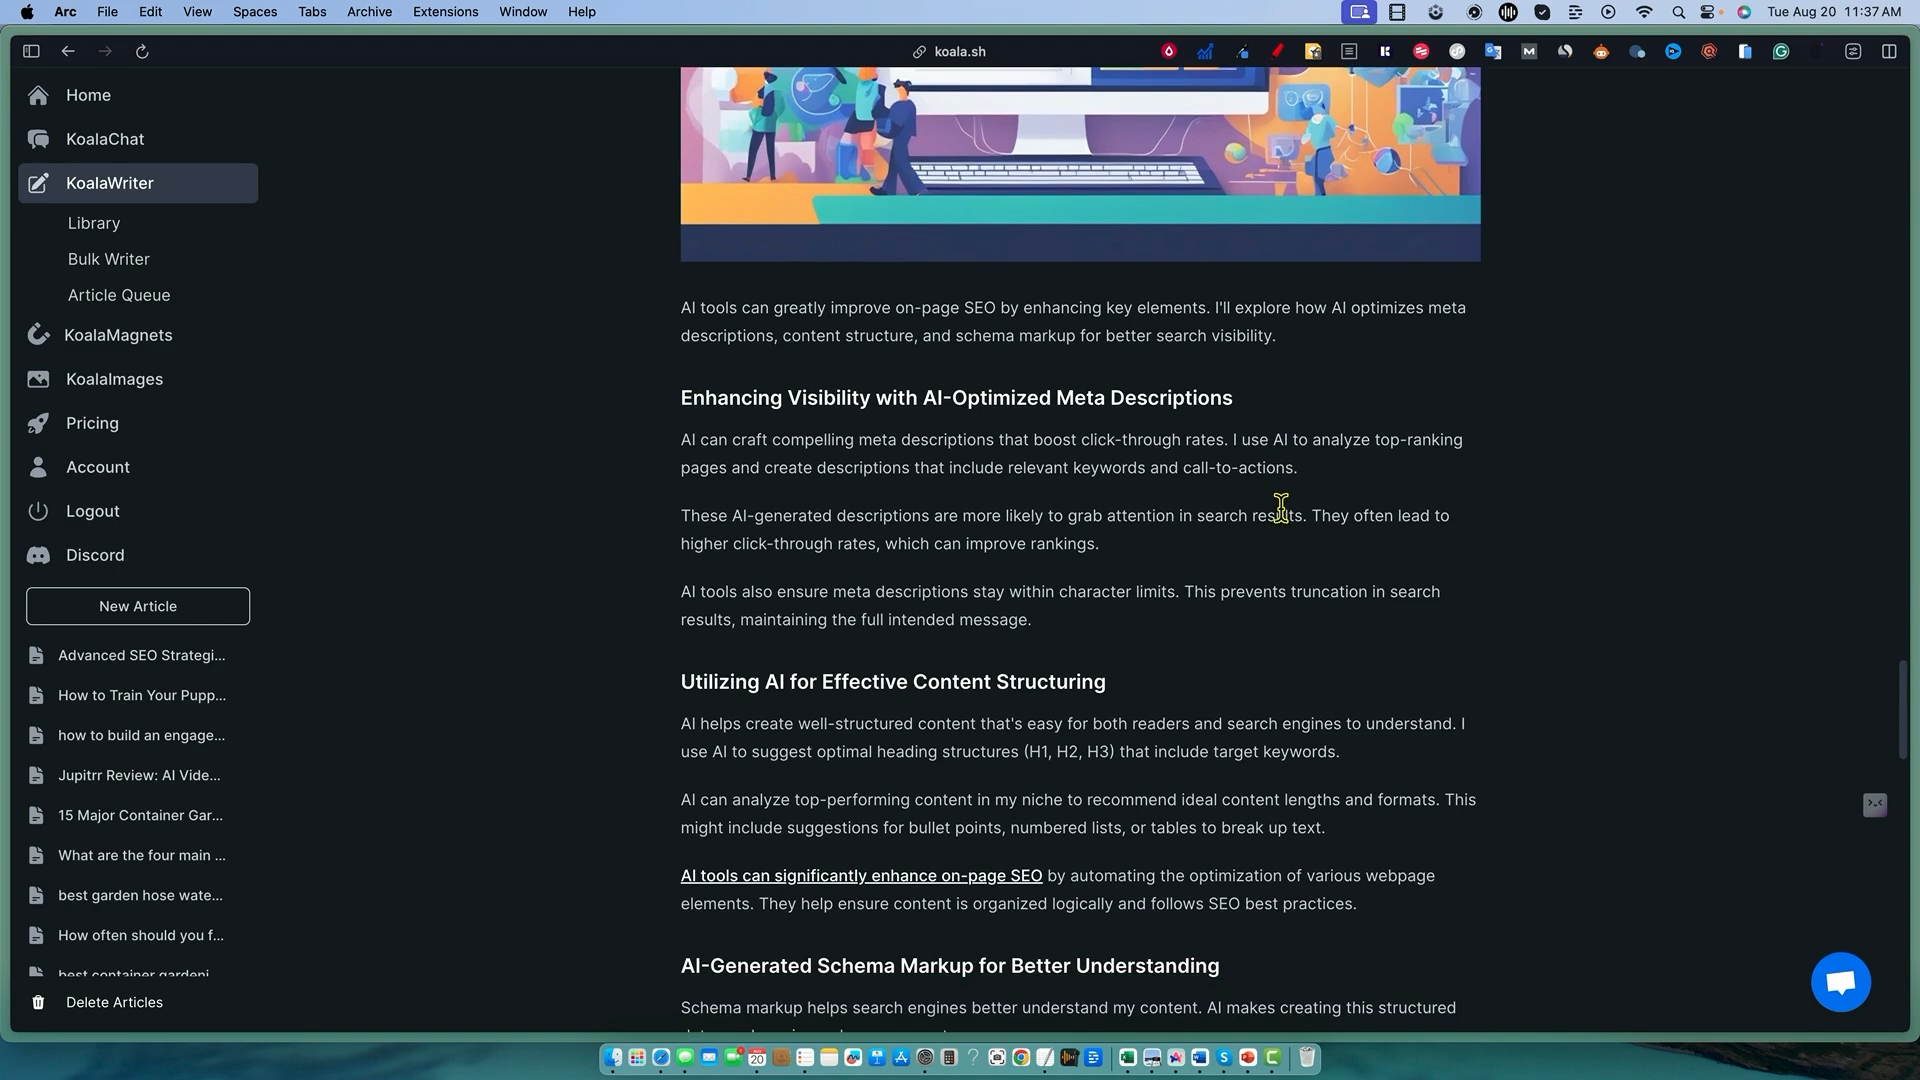 Arc File Edit View Spaces Tabs Archive Extensions Window Help Tue Aug 20 11:37 AM
koala.sh
Home
KoalaChat
KoalaWriter
Library
Bulk Writer
Article Queue
KoalaMagnets
KoalaImages
Pricing
Account
Logout
Discord
New Article
Advanced SEO Strategi...
How to Train Your Pupp...
how to build an engage...
Jupitrr Review: AI Vide...
15 Major Container Gar...
What are the four main ...
best garden hose wate...
How often should you f...
best container gardeni
Delete Articles
AI tools can greatly improve on-page SEO by enhancing key elements. I'll explore how AI optimizes meta
descriptions, content structure, and schema markup for better search visibility.
Enhancing Visibility with AI-Optimized Meta Descriptions
AI can craft compelling meta descriptions that boost click-through rates. I use AI to analyze top-ranking
pages and create descriptions that include relevant keywords and call-to-actions.
These AI-generated descriptions are more likely to grab attention in search results. They often lead to
higher click-through rates, which can improve rankings.
AI tools also ensure meta descriptions stay within character limits. This prevents truncation in search
results, maintaining the full intended message.
Utilizing AI for Effective Content Structuring
AI helps create well-structured content that's easy for both readers and search engines to understand. I
use AI to suggest optimal heading structures (H1, H2, H3) that include target keywords.
AI can analyze top-performing content in my niche to recommend ideal content lengths and formats. This
might include suggestions for bullet points, numbered lists, or tables to break up text.
AI tools can significantly enhance on-page SEO by automating the optimization of various webpage
elements. They help ensure content is organized logically and follows SEO best practices.
AI-Generated Schema Markup for Better Understanding
Schema markup helps search engines better understand my content. AI makes creating this structured